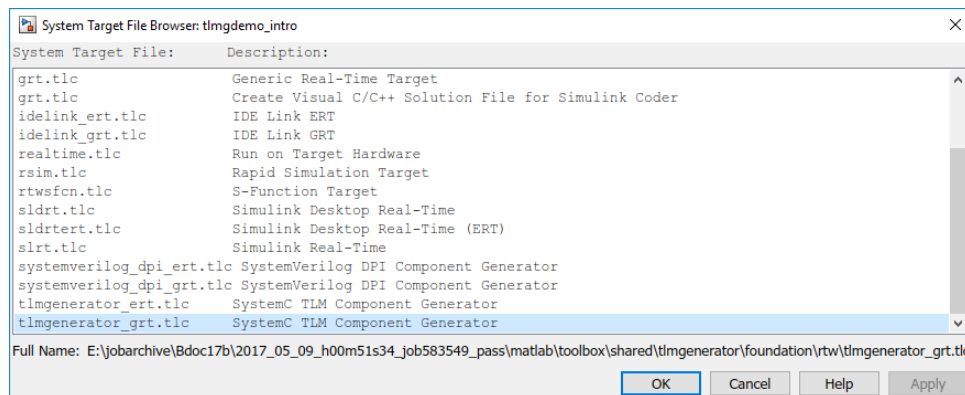 System Target File Browser: tlmgdemo_intro
System Target File: Description:
grt.tlc Generic Real-Time Target
grt.tlc Create Visual C/C++ Solution File for Simulink Coder
idelink_ert.tlc IDE Link ERT
idelink_grt.tlc IDE Link GRT
realtime.tlc Run on Target Hardware
rsim.tlc Rapid Simulation Target
rtwsfcn.tlc S-Function Target
sldrt.tlc Simulink Desktop Real-Time
sldrtert.tlc Simulink Desktop Real-Time (ERT)
slrt.tlc Simulink Real-Time
systemverilog_dpi_ert.tlc SystemVerilog DPI Component Generator
systemverilog_dpi_grt.tlc SystemVerilog DPI Component Generator
tlmgenerator_ert.tlc SystemC TLM Component Generator
tlmgenerator_grt.tlc SystemC TLM Component Generator
Full Name: E:\jobarchive\Bdoc17b\2017_05_09_h00m51s34_job583549_pass\matlab\toolbox\shared\tlmgenerator\foundation\rtw\tlmgenerator_grt.tlc
OK Cancel Help Apply